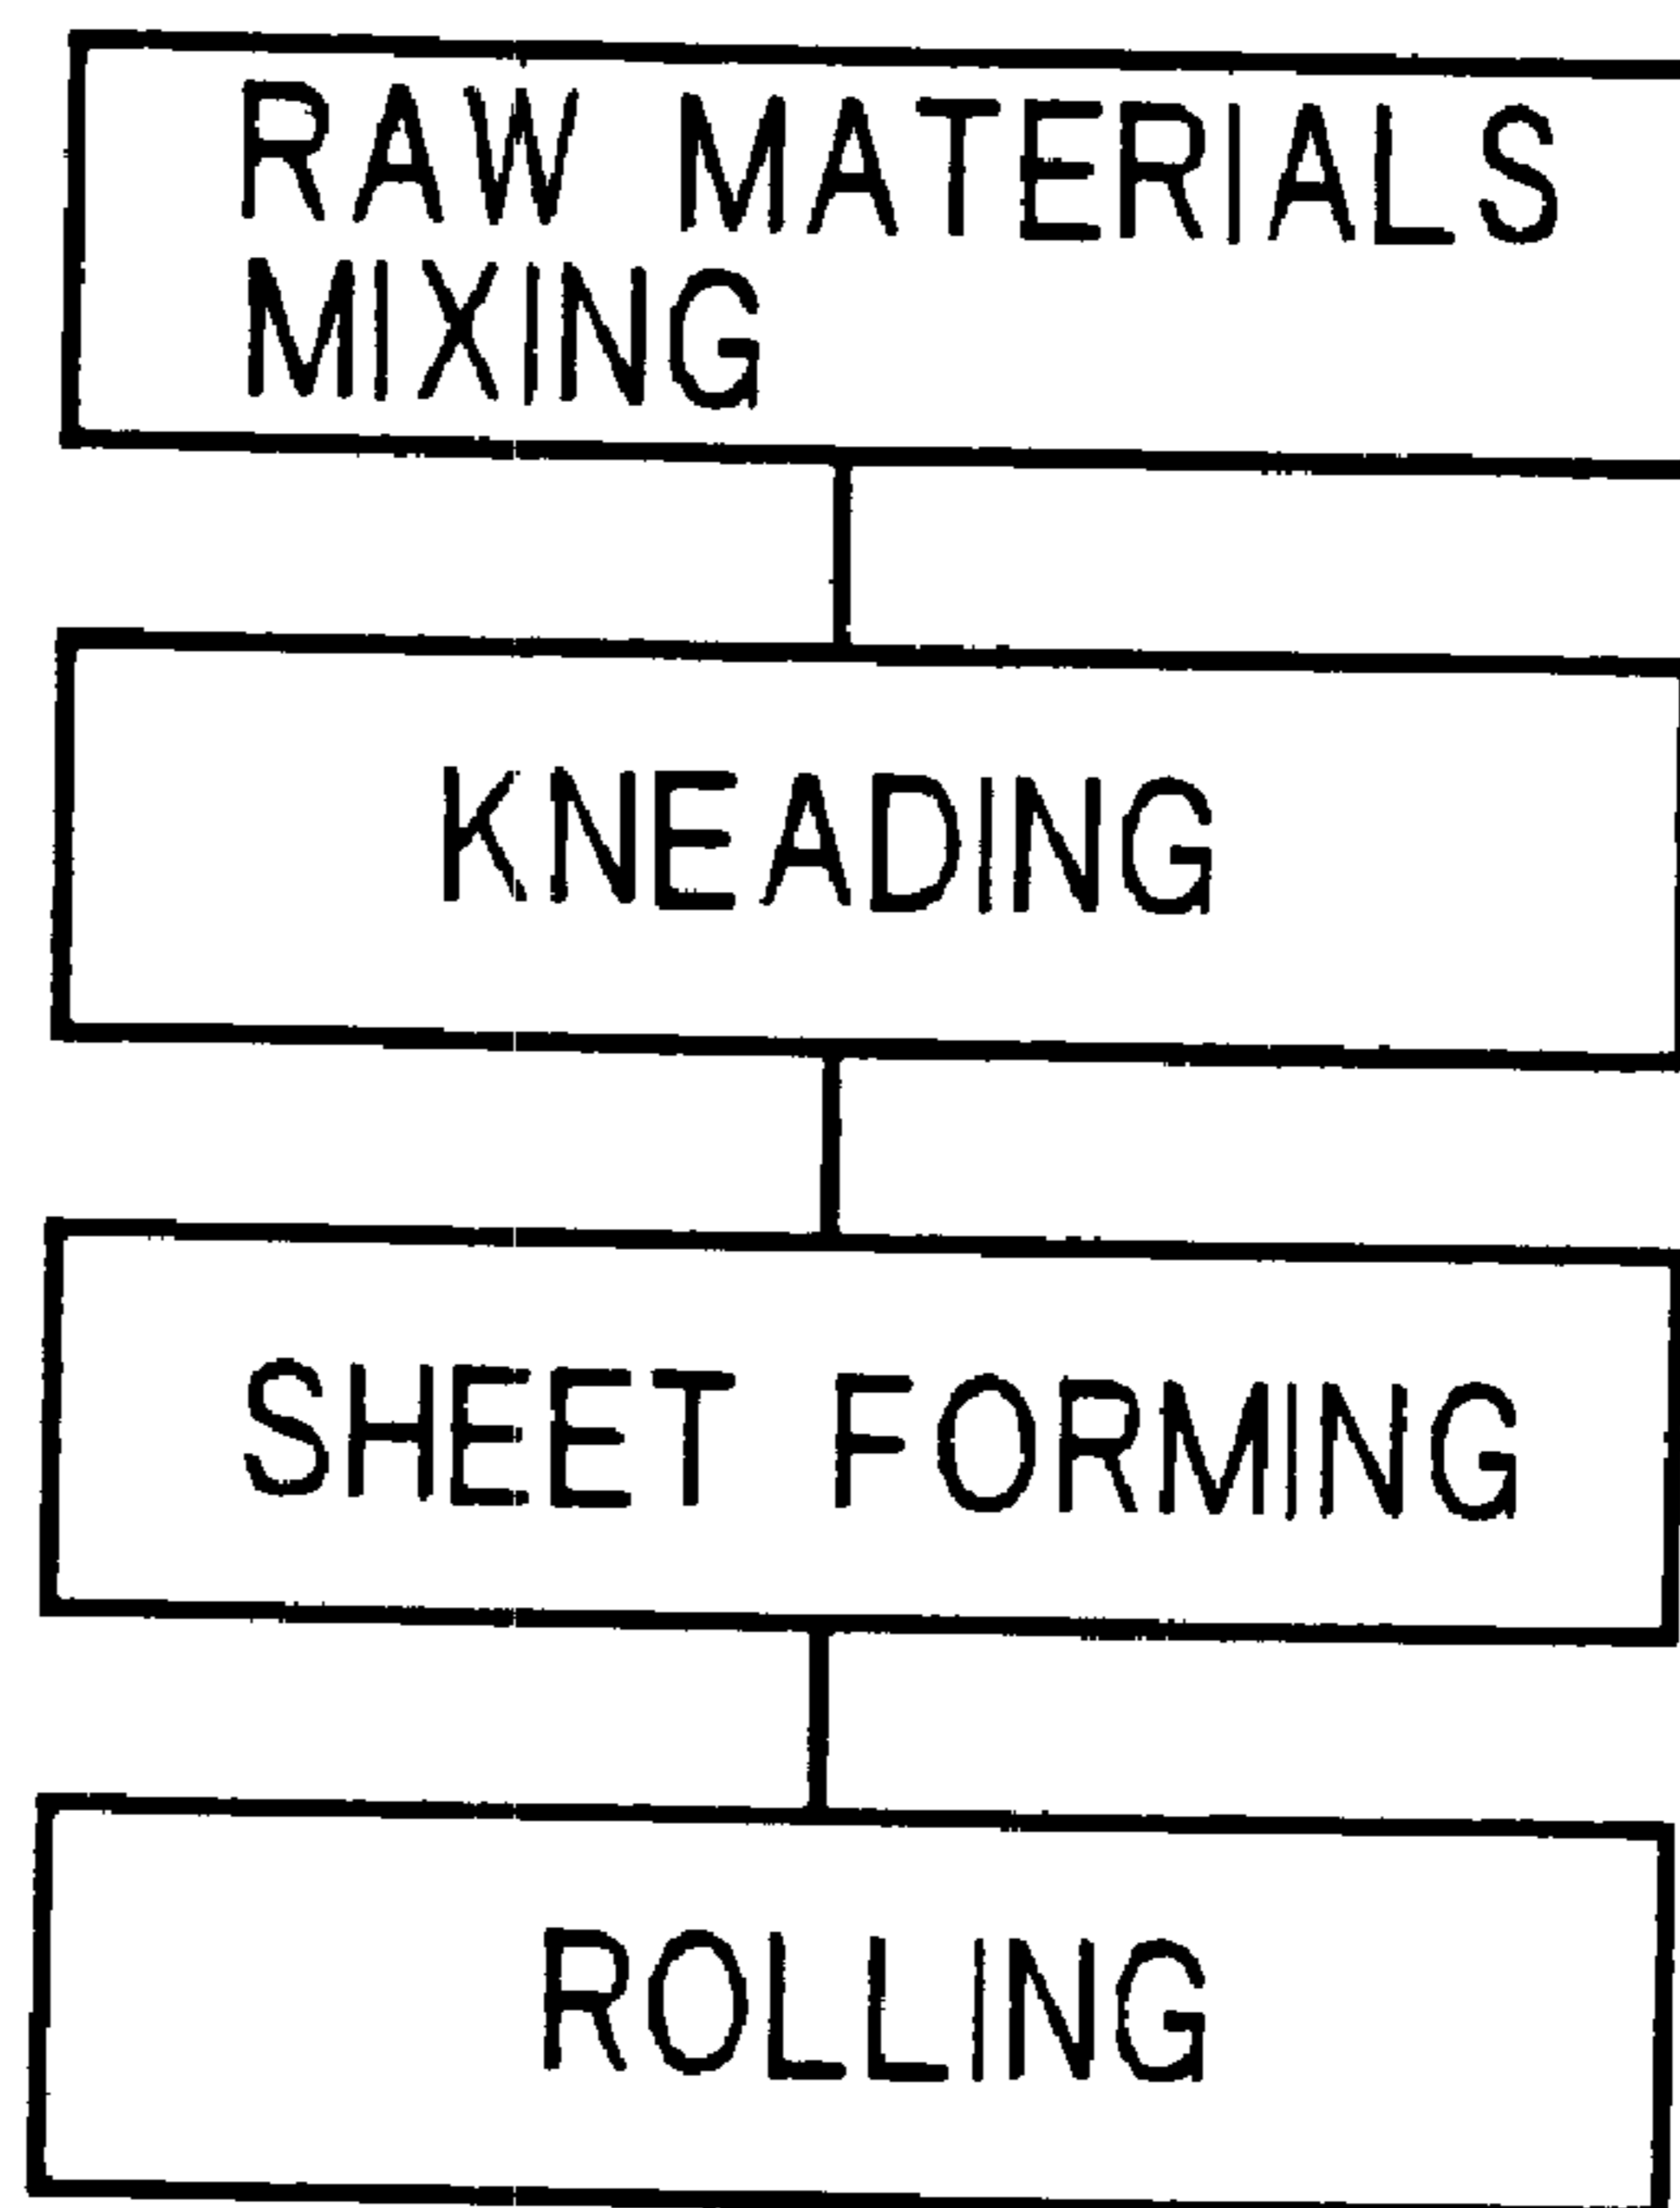 RAW MATERIALS
MIXING
KNEADING
SHEET FORMING
ROLLING